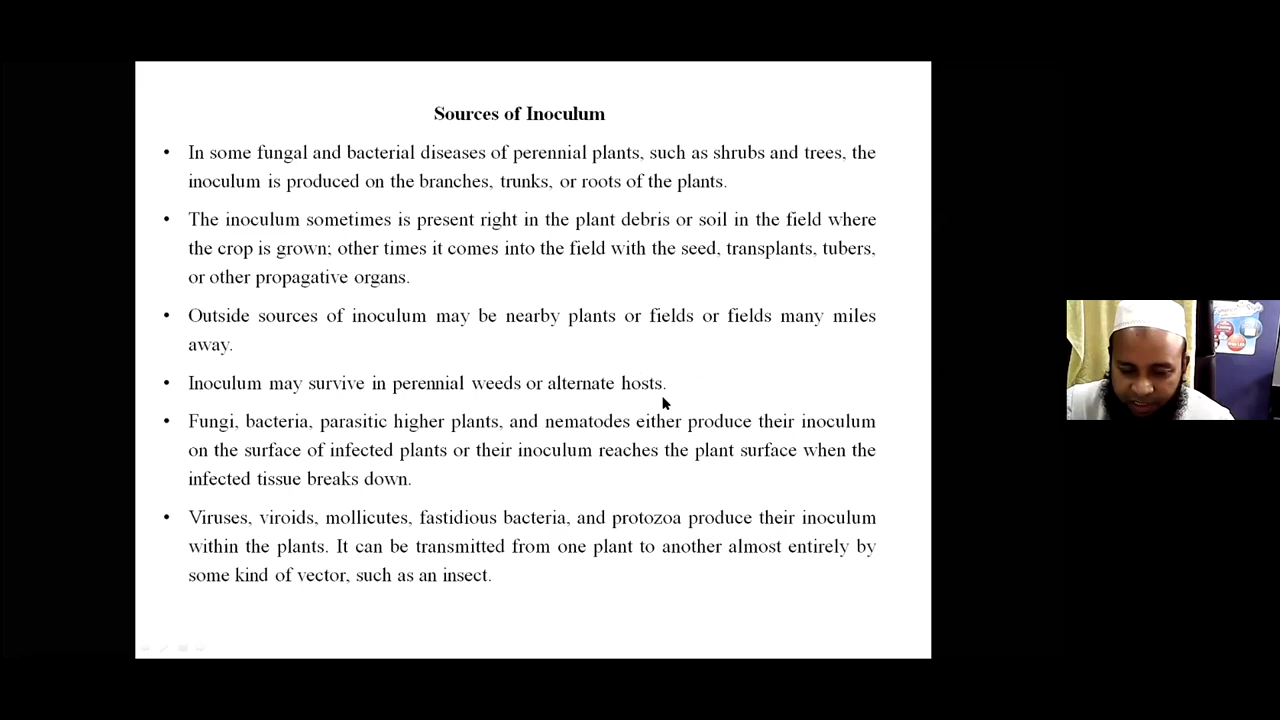 Sources of Inoculum
• In some fungal and bacterial diseases of perennial plants, such as shrubs and trees, the
inoculum is produced on the branches, trunks, or roots of the plants.
• The inoculum sometimes is present right in the plant debris or soil in the field where
the crop is grown; other times it comes into the field with the seed, transplants, tubers,
or other propagative organs.
• Outside sources of inoculum may be nearby plants or fields or fields many miles
away.
• Inoculum may survive in perennial weeds or alternate hosts.
• Fungi, bacteria, parasitic higher plants, and nematodes either produce their inoculum
on the surface of infected plants or their inoculum reaches the plant surface when the
infected tissue breaks down.
• Viruses, viroids, mollicutes, fastidious bacteria, and protozoa produce their inoculum
within the plants. It can be transmitted from one plant to another almost entirely by
some kind of vector, such as an insect.